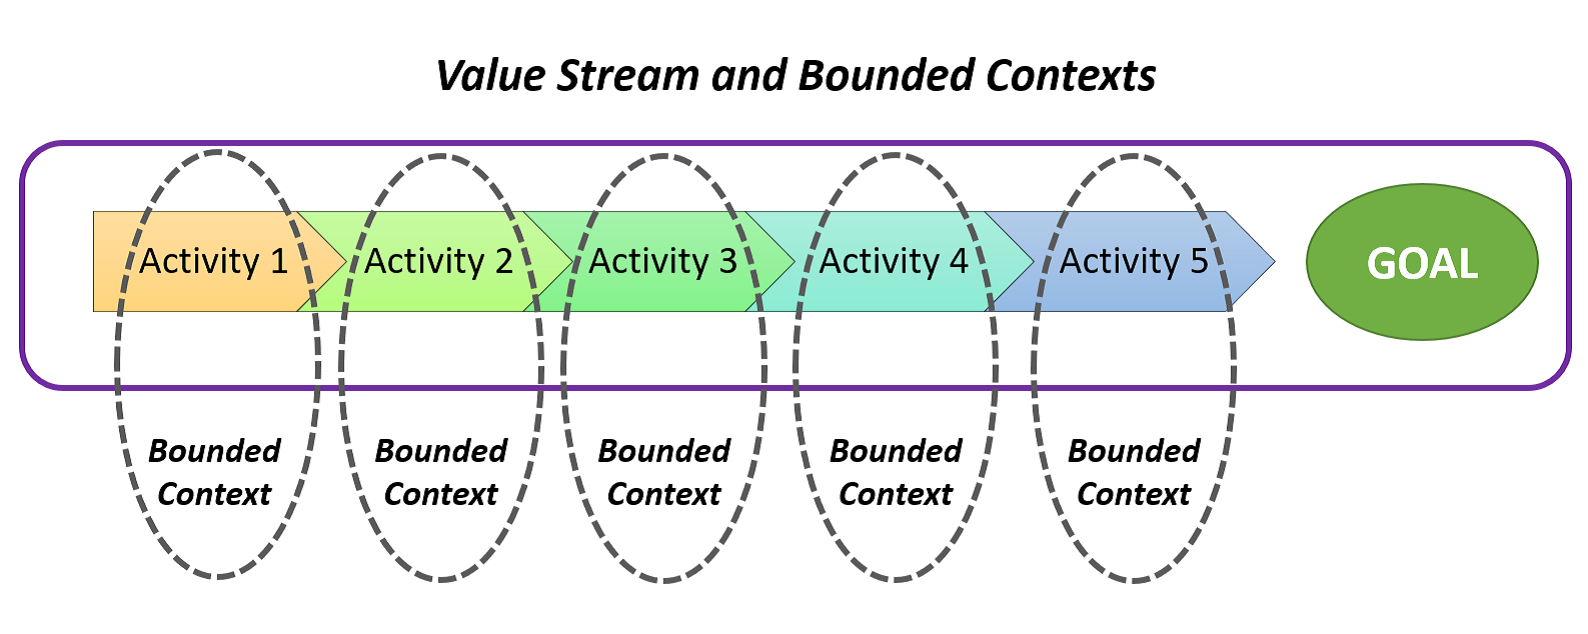 Value Stream and Bounded Contexts
Activity 1
Activity 2
Activity 3
Activity 4
Activity 5
GOAL
Bounded
Context
Bounded
Context
Bounded
Context
Bounded
Context
Bounded
Context